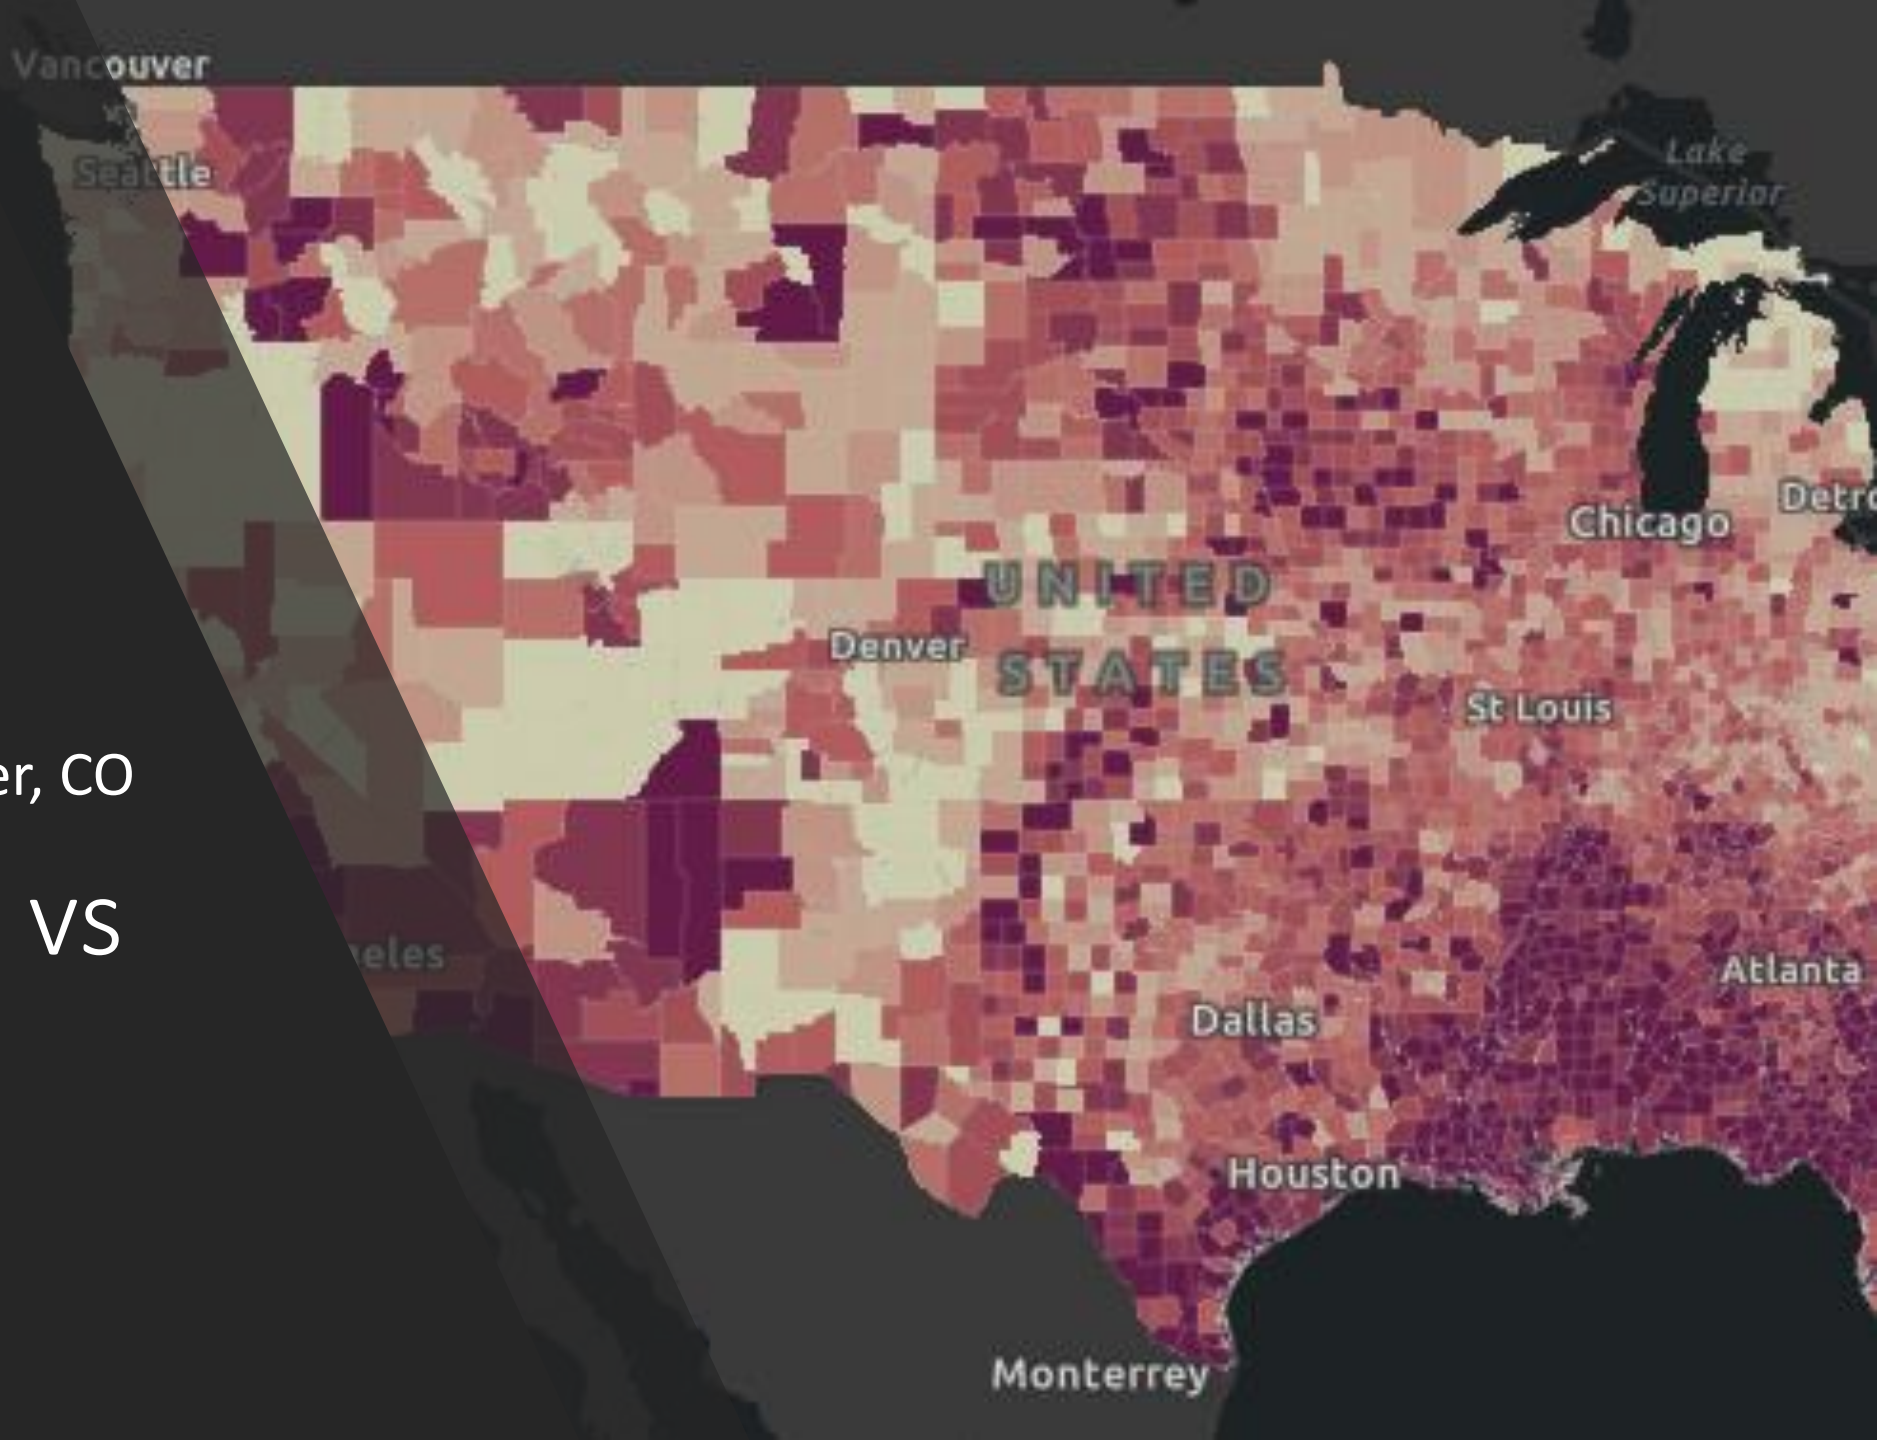 Vancouver
Seattle
Lake
Superior
Detro
Chicago
UNITED
Denver
STATES
St Louis
er, CO
VS
eles
Atlanta
Dallas
Houston
Monterrey